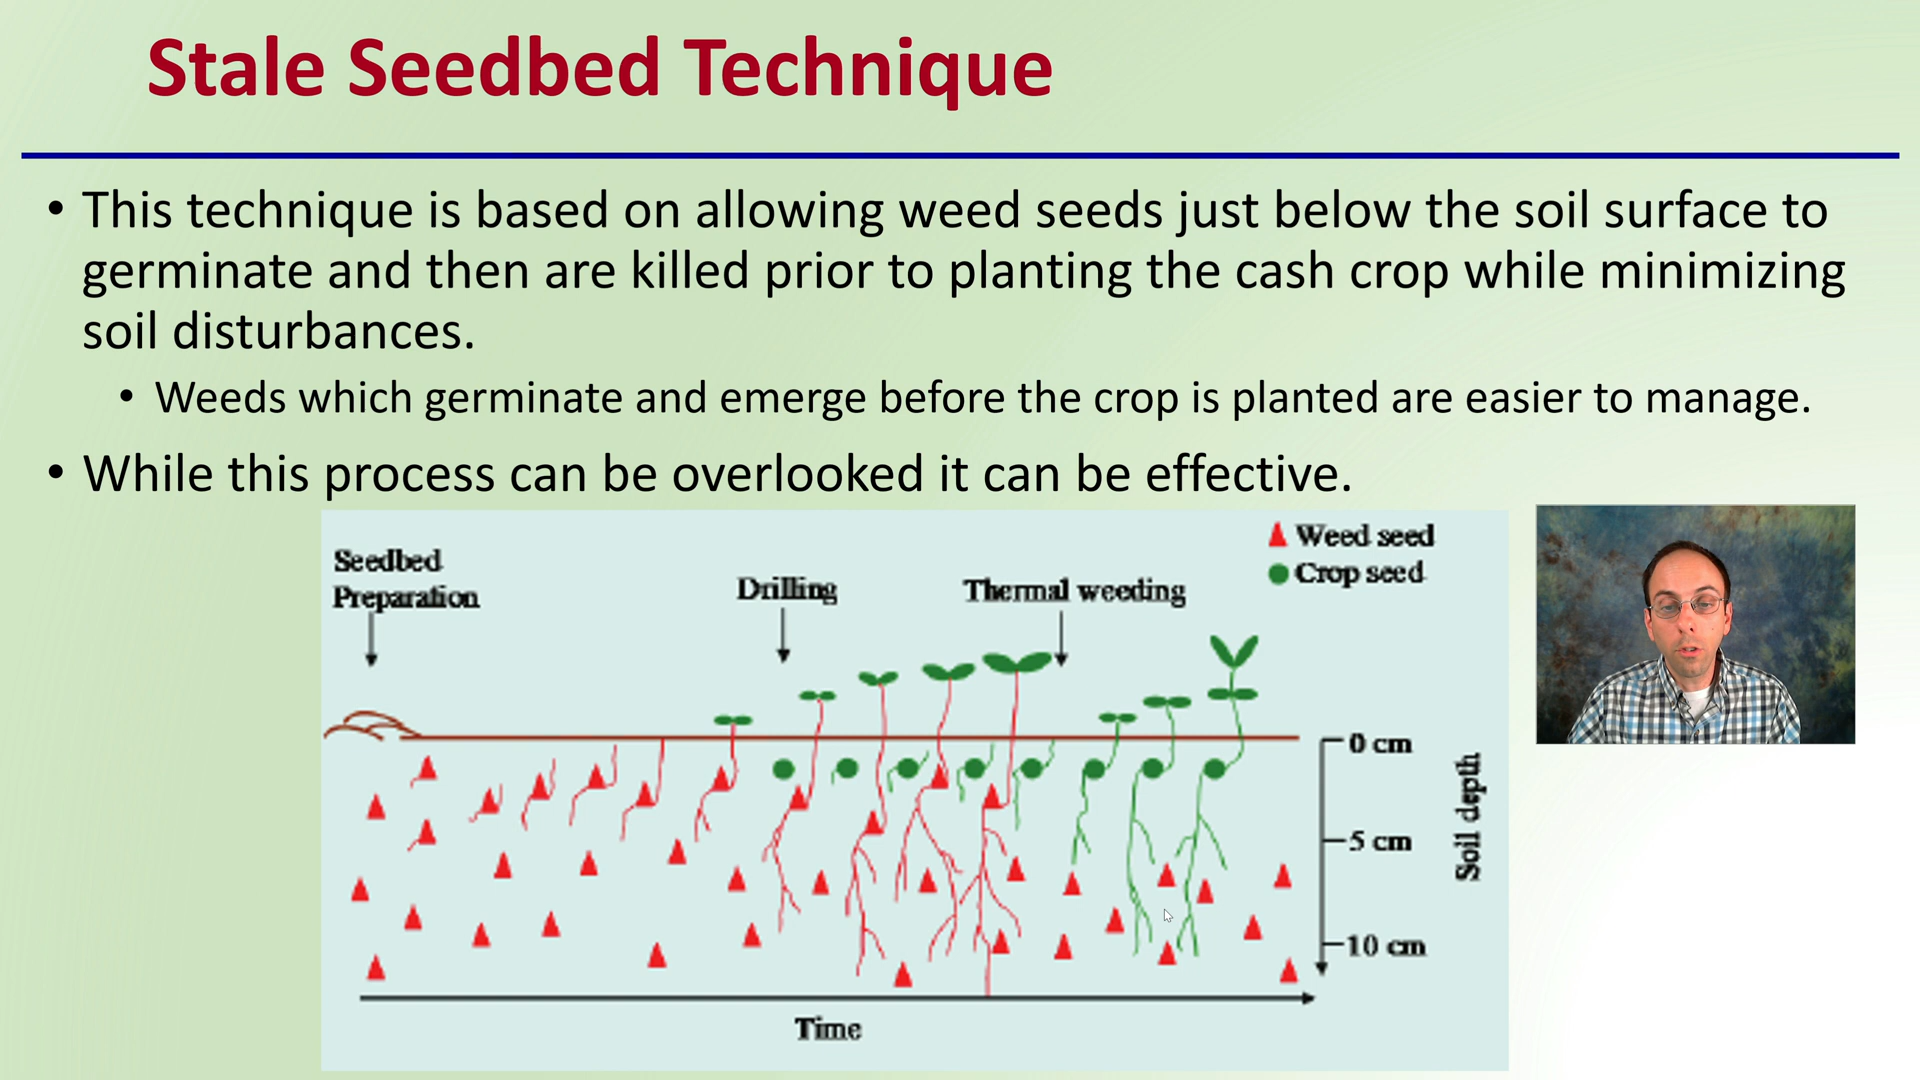 Stale Seedbed Technique
• This technique is based on allowing weed seeds just below the soil surface to
germinate and then are killed prior to planting the cash crop while minimizing
soil disturbances.
• Weeds which germinate and emerge before the crop is planted are easier to manage.
• While this process can be overlooked it can be effective.
Seedbed
Preparation
Drilling
Thermal weeding
Weed seed
Crop seed
0 cm
5 cm
10 cm
Soil depth
Time